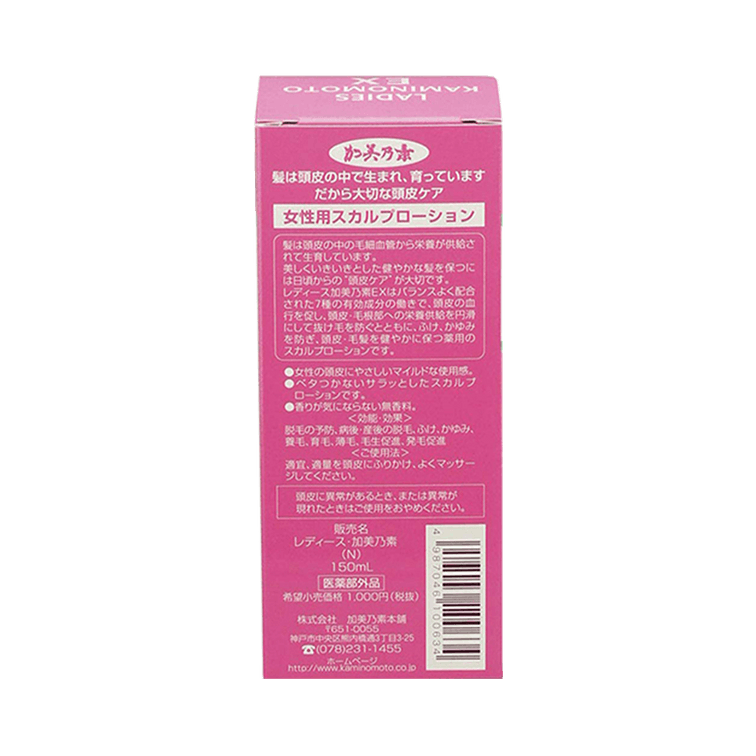 LADIES
KAMINOMOTO
EX
加美乃素
髪は頭皮の中で生まれ、育っています
だから大切な頭皮ケア
女性用スカルプローション
髪は頭皮の中の毛細血管から栄養が供給され
て生育しています。
美しくいきいきとした健やかな髪を保つに
は日頃からの“頭皮ケア”が大切です。
レディース加美乃素EXはバランスよく配合
された7種の有効成分の働きで、頭皮の血
行を促し、頭皮・毛根部への栄養供給を円滑
にして抜け毛を防ぐとともに、ふけ、かゆみ
を防ぎ、頭皮・毛髪を健やかに保つ薬用の
スカルプローションです。
●女性の頭皮にやさしいマイルドな使用感。
●ベタつかないサラッとしたスカルプ
ローションです。
●香りが気にならない無香料。
＜効能・効果＞
脱毛の予防、病後・産後の脱毛、ふけ、かゆみ、
養毛、育毛、薄毛、毛生促進、発毛促進
＜ご使用法＞
適宜、適量を頭皮にふりかけ、よくマッサー
ジしてください。
頭皮に異常があるとき、または異常が
現れたときはご使用をおやめください。
販売名
レディース・加美乃素
（N）
150mL
医薬部外品
希望小売価格 1,000円（税抜）
株式会社 加美乃素本舗
〒651-0055
神戸市中央区熊内橋通3丁目3-25
☎(078)231-1455
ホームページ
http://www.kaminomoto.co.jp
4 987046 100634